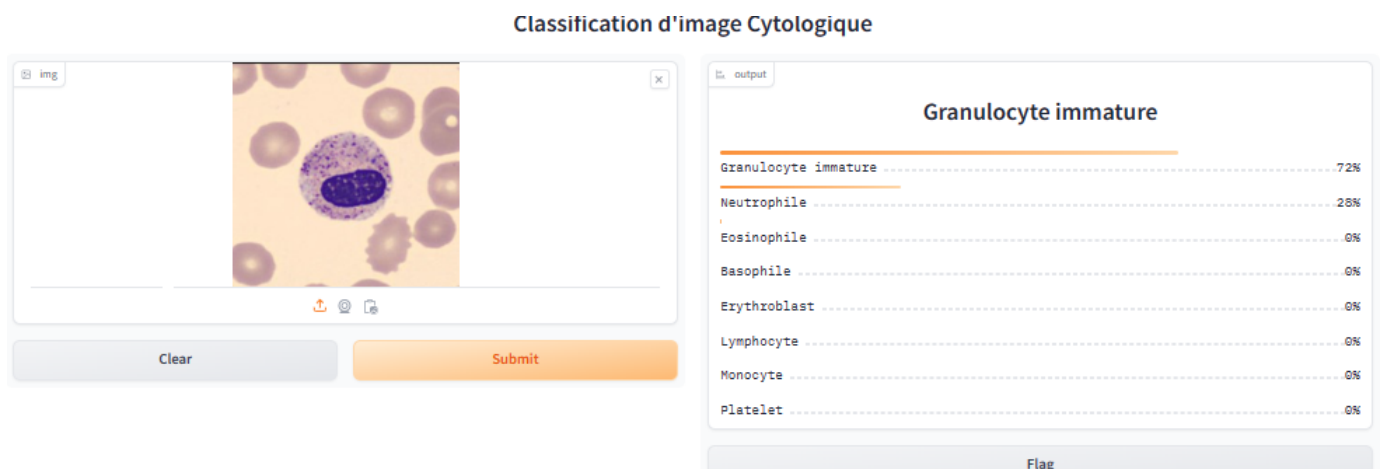 Classification d'image Cytologique
img
Clear
Submit
output
Granulocyte immature
Granulocyte immature 72%
Neutrophile 28%
Eosinophile 0%
Basophile 0%
Erythroblast 0%
Lymphocyte 0%
Monocyte 0%
Platelet 0%
Flag